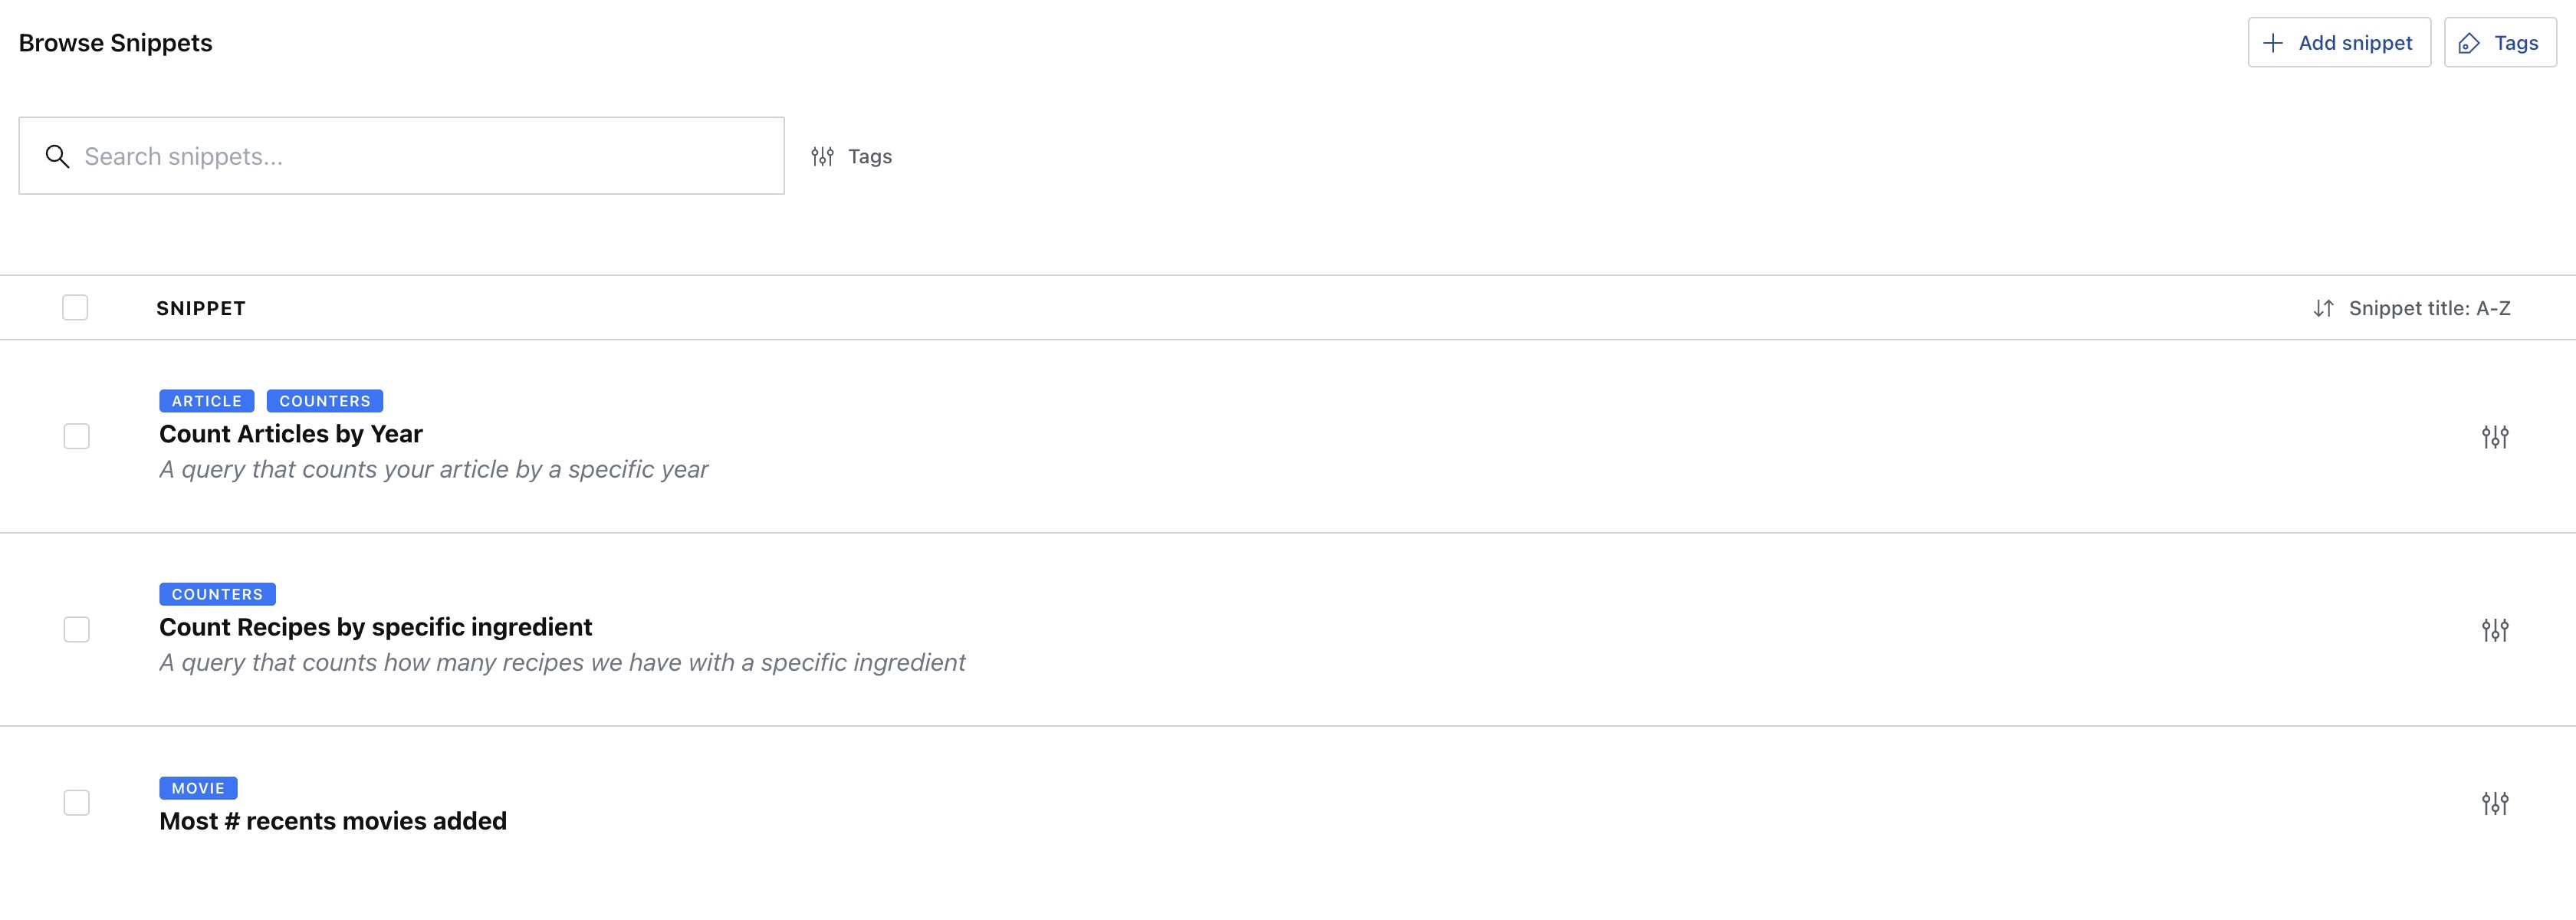 Browse Snippets
Add snippet
Tags
Search snippets...
Tags
SNIPPET
Snippet title: A-Z
ARTICLE COUNTERS
Count Articles by Year
A query that counts your article by a specific year
COUNTERS
Count Recipes by specific ingredient
A query that counts how many recipes we have with a specific ingredient
MOVIE
Most # recents movies added